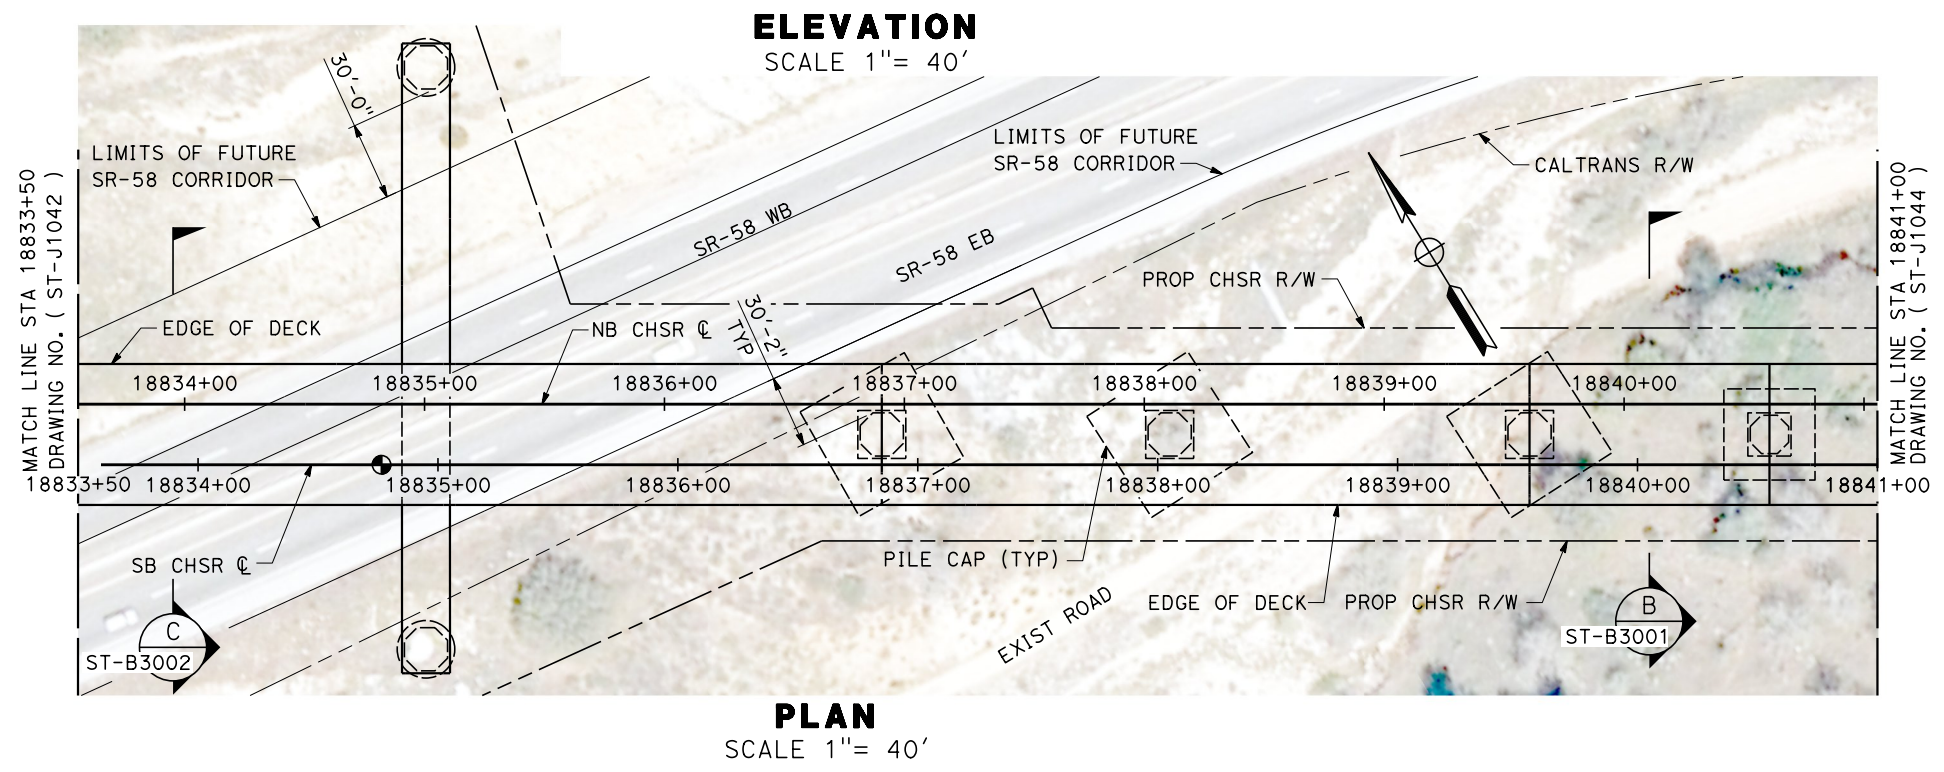 ELEVATION
SCALE 1"= 40'
30'-0"
LIMITS OF FUTURE
SR-58 CORRIDOR
LIMITS OF FUTURE
SR-58 CORRIDOR
CALTRANS R/W
MATCH LINE STA 18833+50
DRAWING NO. ( ST-J1042 )
MATCH LINE STA 18841+00
DRAWING NO. ( ST-J1044 )
SR-58 WB
SR-58 EB
PROP CHSR R/W
EDGE OF DECK
NB CHSR ℄
30'-2"
TYP
18834+00 18835+00 18836+00 18837+00 18838+00 18839+00 18840+00
18833+50 18834+00 18835+00 18836+00 18837+00 18838+00 18839+00 18840+00 18841+00
SB CHSR ℄
PILE CAP (TYP)
EDGE OF DECK
PROP CHSR R/W
EXIST ROAD
C
ST-B3002
B
ST-B3001
PLAN
SCALE 1"= 40'